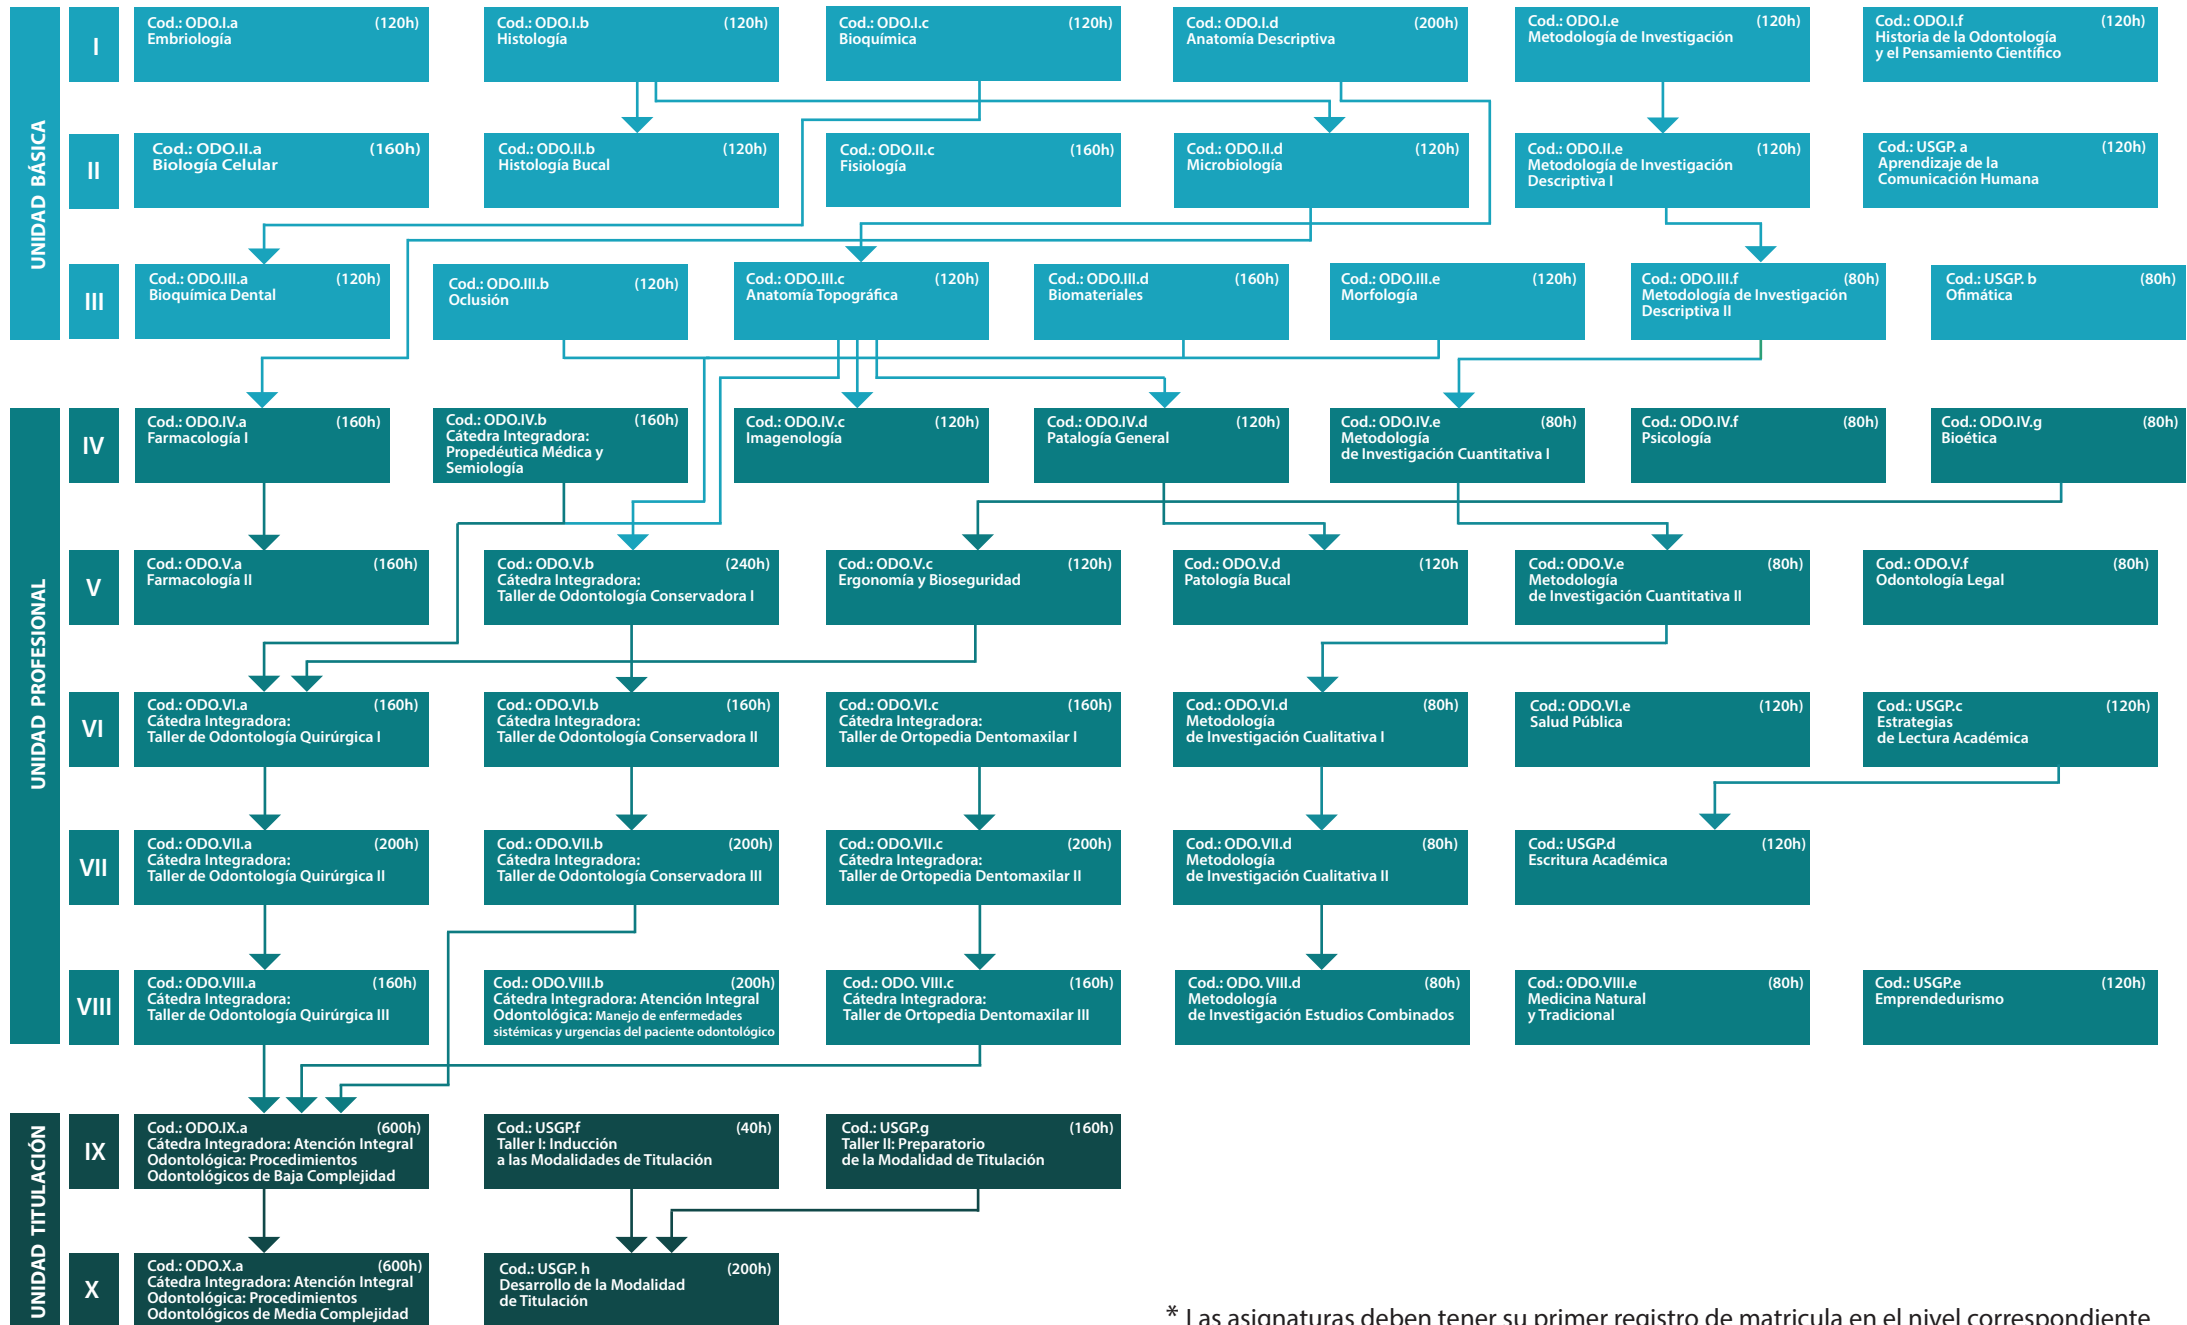 UNIDAD BÁSICA
I
Cod.: ODO.I.a (120h)
Embriología
Cod.: ODO.I.b (120h)
Histología
Cod.: ODO.I.c (120h)
Bioquímica
Cod.: ODO.I.d (200h)
Anatomía Descriptiva
Cod.: ODO.I.e (120h)
Metodología de Investigación
Cod.: ODO.I.f (120h)
Historia de la Odontología
y el Pensamiento Científico
II
Cod.: ODO.II.a (160h)
Biología Celular
Cod.: ODO.II.b (120h)
Histología Bucal
Cod.: ODO.II.c (160h)
Fisiología
Cod.: ODO.II.d (120h)
Microbiología
Cod.: ODO.II.e (120h)
Metodología de Investigación
Descriptiva I
Cod.: USGP. a (120h)
Aprendizaje de la
Comunicación Humana
III
Cod.: ODO.III.a (120h)
Bioquímica Dental
Cod.: ODO.III.b (120h)
Oclusión
Cod.: ODO.III.c (120h)
Anatomía Topográfica
Cod.: ODO.III.d (160h)
Biomateriales
Cod.: ODO.III.e (120h)
Morfología
Cod.: ODO.III.f (80h)
Metodología de Investigación
Descriptiva II
Cod.: USGP. b (80h)
Ofimática
UNIDAD PROFESIONAL
IV
Cod.: ODO.IV.a (160h)
Farmacología I
Cod.: ODO.IV.b (160h)
Cátedra Integradora:
Propedéutica Médica y
Semiología
Cod.: ODO.IV.c (120h)
Imagenología
Cod.: ODO.IV.d (120h)
Patalogía General
Cod.: ODO.IV.e (80h)
Metodología
de Investigación Cuantitativa I
Cod.: ODO.IV.f (80h)
Psicología
Cod.: ODO.IV.g (80h)
Bioética
V
Cod.: ODO.V.a (160h)
Farmacología II
Cod.: ODO.V.b (240h)
Cátedra Integradora:
Taller de Odontología Conservadora I
Cod.: ODO.V.c (120h)
Ergonomía y Bioseguridad
Cod.: ODO.V.d (120h
Patología Bucal
Cod.: ODO.V.e (80h)
Metodología
de Investigación Cuantitativa II
Cod.: ODO.V.f (80h)
Odontología Legal
VI
Cod.: ODO.VI.a (160h)
Cátedra Integradora:
Taller de Odontología Quirúrgica I
Cod.: ODO.VI.b (160h)
Cátedra Integradora:
Taller de Odontología Conservadora II
Cod.: ODO.VI.c (160h)
Cátedra Integradora:
Taller de Ortopedia Dentomaxilar I
Cod.: ODO.VI.d (80h)
Metodología
de Investigación Cualitativa I
Cod.: ODO.VI.e (120h)
Salud Pública
Cod.: USGP.c (120h)
Estrategias
de Lectura Académica
VII
Cod.: ODO.VII.a (200h)
Cátedra Integradora:
Taller de Odontología Quirúrgica II
Cod.: ODO.VII.b (200h)
Cátedra Integradora:
Taller de Odontología Conservadora III
Cod.: ODO.VII.c (200h)
Cátedra Integradora:
Taller de Ortopedia Dentomaxilar II
Cod.: ODO.VII.d (80h)
Metodología
de Investigación Cualitativa II
Cod.: USGP.d (120h)
Escritura Académica
VIII
Cod.: ODO.VIII.a (160h)
Cátedra Integradora:
Taller de Odontología Quirúrgica III
Cod.: ODO.VIII.b (200h)
Cátedra Integradora: Atención Integral
Odontológica: Manejo de enfermedades
sistémicas y urgencias del paciente odontológico
Cod.: ODO. VIII.c (160h)
Cátedra Integradora:
Taller de Ortopedia Dentomaxilar III
Cod.: ODO. VIII.d (80h)
Metodología
de Investigación Estudios Combinados
Cod.: ODO.VIII.e (80h)
Medicina Natural
y Tradicional
Cod.: USGP.e (120h)
Emprendedurismo
UNIDAD TITULACIÓN
IX
Cod.: ODO.IX.a (600h)
Cátedra Integradora: Atención Integral
Odontológica: Procedimientos
Odontológicos de Baja Complejidad
Cod.: USGP.f (40h)
Taller I: Inducción
a las Modalidades de Titulación
Cod.: USGP.g (160h)
Taller II: Preparatorio
de la Modalidad de Titulación
X
Cod.: ODO.X.a (600h)
Cátedra Integradora: Atención Integral
Odontológica: Procedimientos
Odontológicos de Media Complejidad
Cod.: USGP. h (200h)
Desarrollo de la Modalidad
de Titulación
* Las asignaturas deben tener su primer registro de matricula en el nivel correspondiente